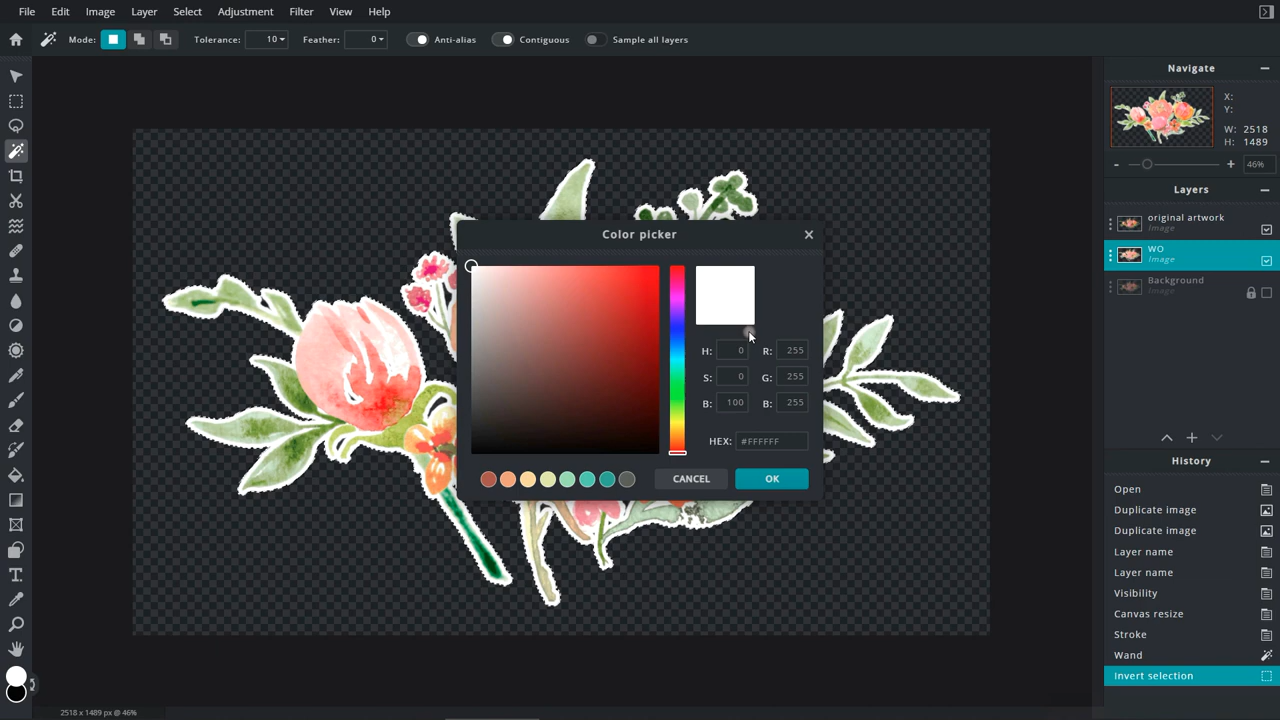 File Edit Image Layer Select Adjustment Filter View Help
Mode: Tolerance: 10 Feather: 0 Anti-alias Contiguous Sample all layers
Navigate
X:
Y:
W: 2518
H: 1489
- + 46%
Layers
original artwork
Image
WO
Image
Background
Image
Color picker
H: 0 R: 255
S: 0 G: 255
B: 100 B: 255
HEX: #FFFFFF
CANCEL OK
History
Open
Duplicate image
Duplicate image
Layer name
Layer name
Visibility
Canvas resize
Stroke
Wand
Invert selection
2518 x 1489 px @ 46%